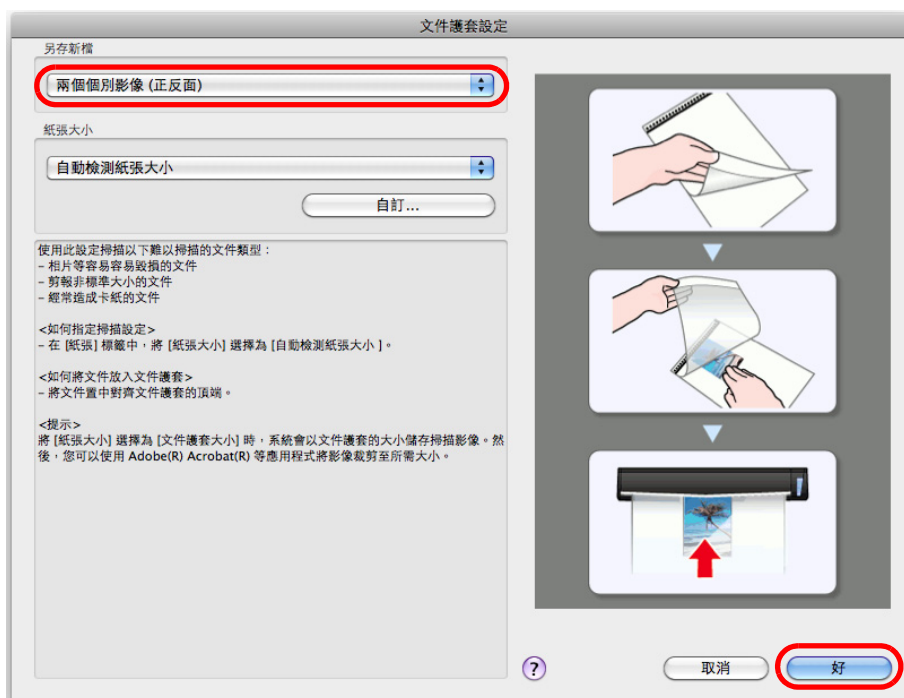 文件護套設定
另存新檔
兩個個別影像 (正反面)
紙張大小
自動檢測紙張大小
自訂...
使用此設定掃描以下難以掃描的文件類型：
– 相片等容易容易毀損的文件
– 剪報非標準大小的文件
– 經常造成卡紙的文件
<如何指定掃描設定>
– 在 [紙張] 標籤中，將 [紙張大小] 選擇為 [自動檢測紙張大小 ]。
<如何將文件放入文件護套>
– 將文件置中對齊文件護套的頂端。
<提示>
將 [紙張大小] 選擇為 [文件護套大小] 時，系統會以文件護套的大小儲存掃描影像。然
後，您可以使用 Adobe(R) Acrobat(R) 等應用程式將影像裁剪至所需大小。
?
取消
好